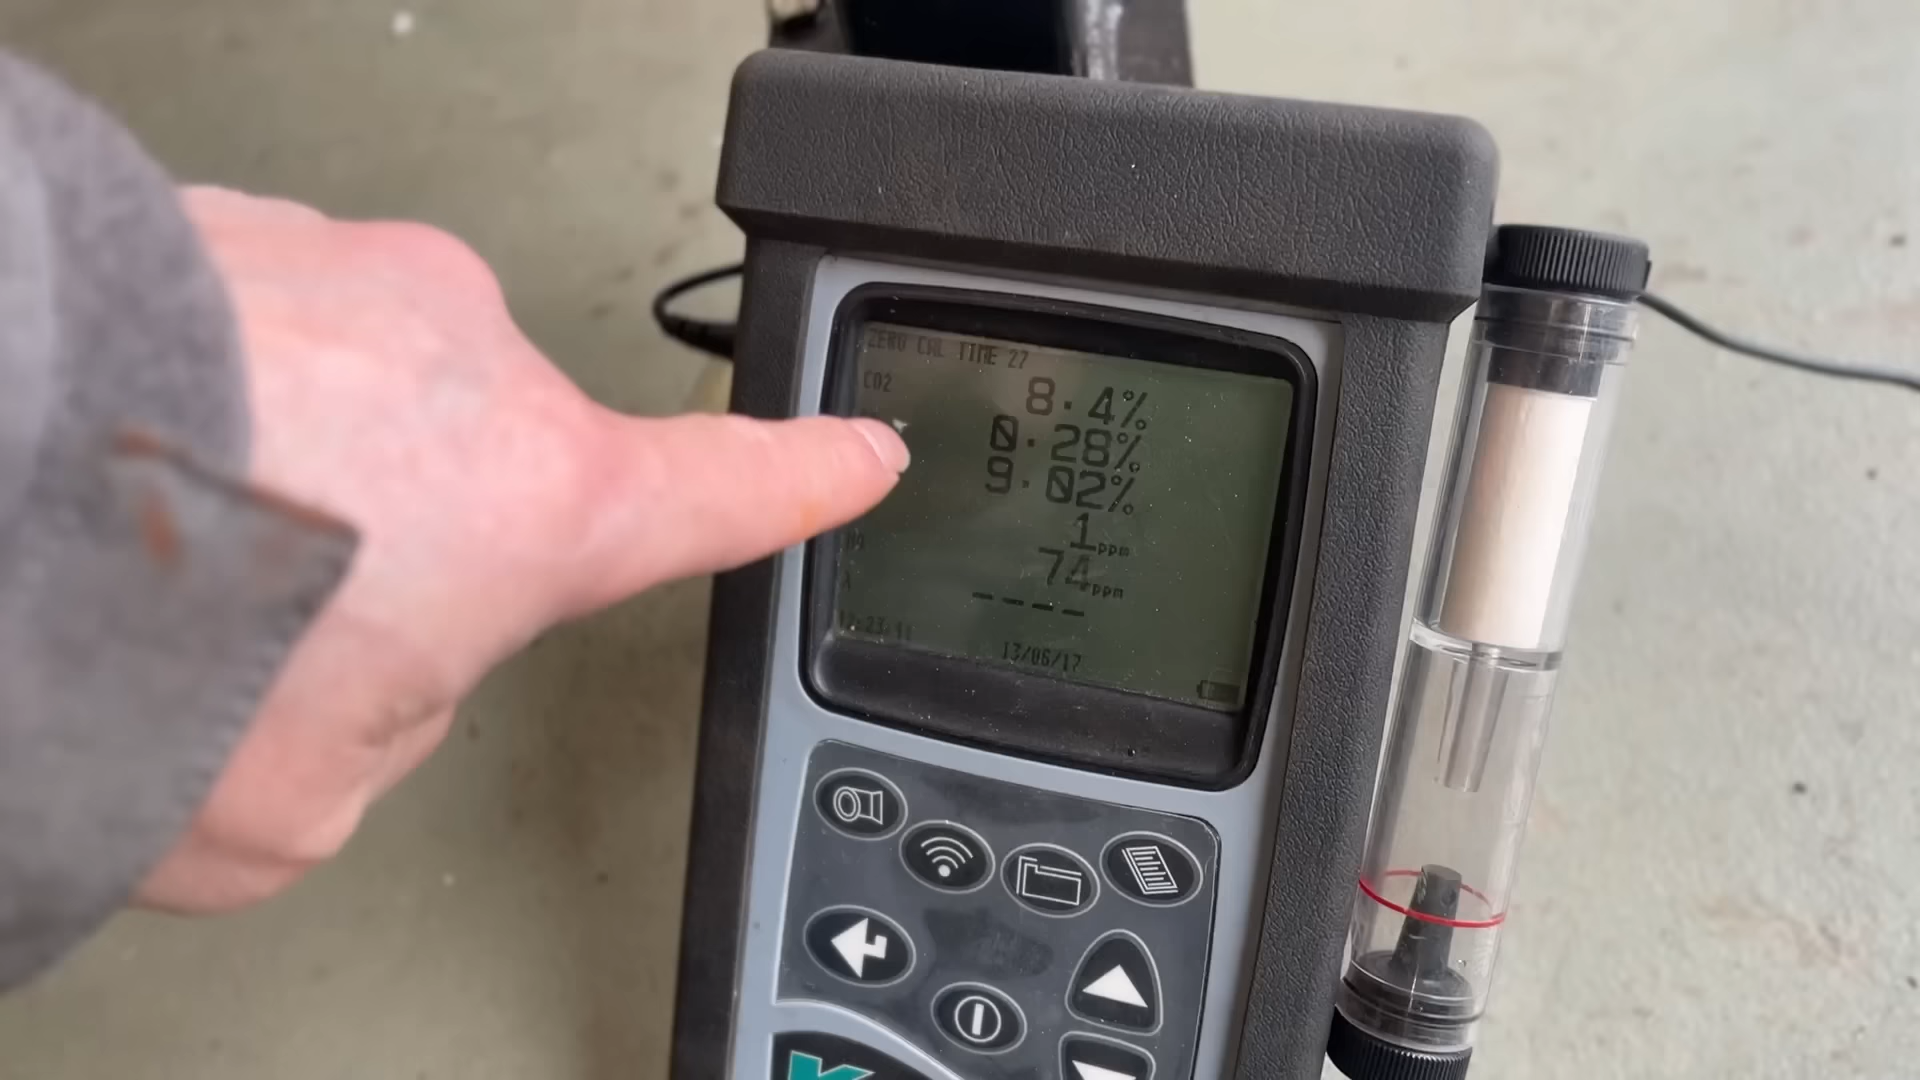 ZERO CAL TIME 27
CO2 8.4%
0.28%
9.02%
1ppm
74ppm
λ ----
13/06/17
K